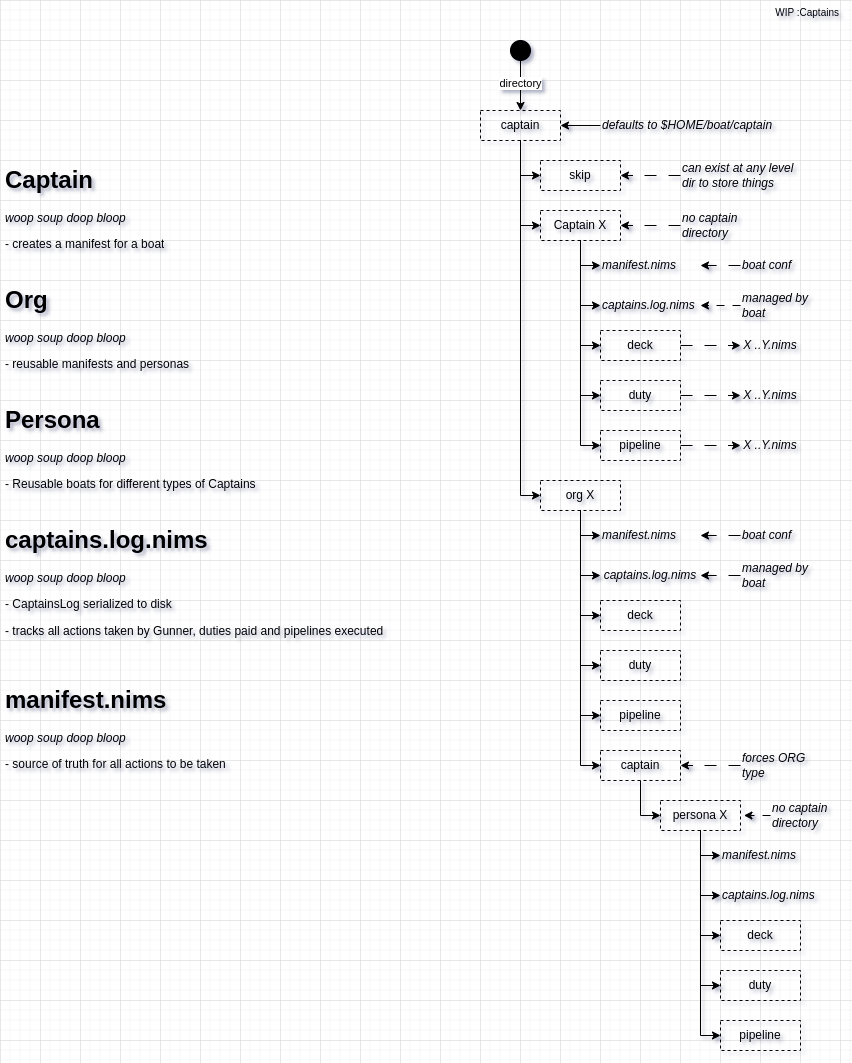 WIP :Captains
directory
captain
defaults to $HOME/boat/captain
skip
can exist at any level
dir to store things
Captain X
no captain
directory
manifest.nims
boat conf
captains.log.nims
managed by
boat
deck
X ..Y.nims
duty
X ..Y.nims
pipeline
X ..Y.nims
org X
manifest.nims
boat conf
captains.log.nims
managed by
boat
deck
duty
pipeline
captain
forces ORG
type
persona X
no captain
directory
manifest.nims
captains.log.nims
deck
duty
pipeline
Captain
woop soup doop bloop
- creates a manifest for a boat
Org
woop soup doop bloop
- reusable manifests and personas
Persona
woop soup doop bloop
- Reusable boats for different types of Captains
captains.log.nims
woop soup doop bloop
- CaptainsLog serialized to disk
- tracks all actions taken by Gunner, duties paid and pipelines executed
manifest.nims
woop soup doop bloop
- source of truth for all actions to be taken